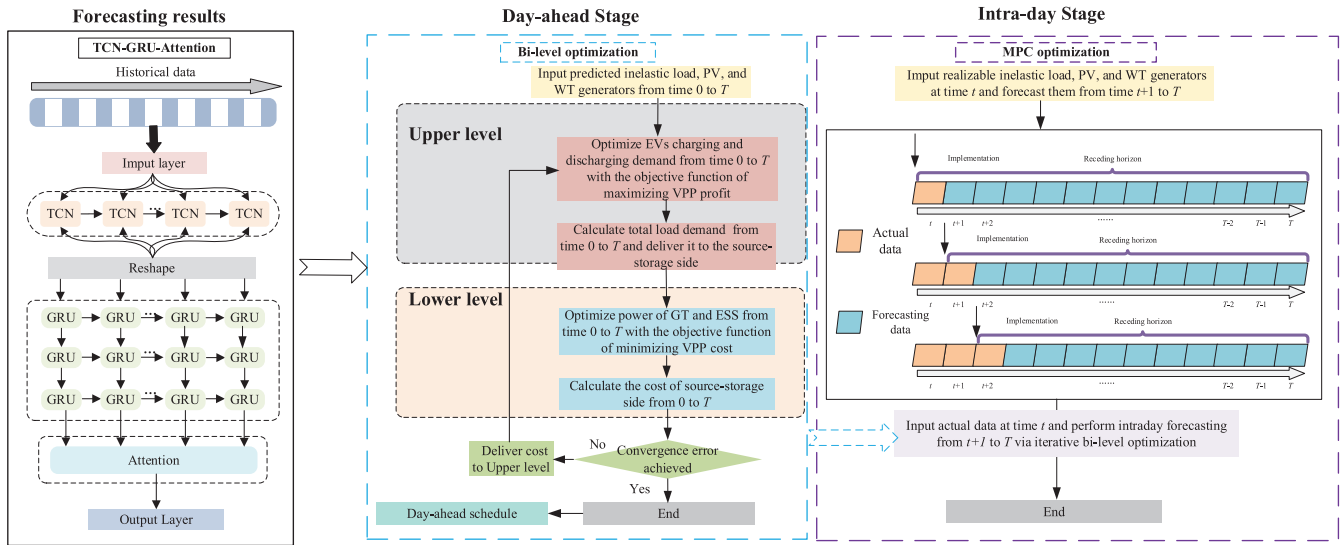 Forecasting results
TCN-GRU-Attention
Historical data
Imput layer
TCN
TCN
...
TCN
TCN
Reshape
GRU
GRU
...
GRU
GRU
GRU
GRU
...
GRU
GRU
GRU
GRU
...
GRU
GRU
Attention
Output Layer
Day-ahead Stage
Bi-level optimization
Input predicted inelastic load, PV, and
WT generators from time 0 to T
Upper level
Optimize EVs charging and
discharging demand from time 0 to T
with the objective function of
maximizing VPP profit
Calculate total load demand from
time 0 to T and deliver it to the source-
storage side
Lower level
Optimize power of GT and ESS from
time 0 to T with the objective function
of minimizing VPP cost
Calculate the cost of source-storage
side from 0 to T
Convergence error
achieved
No
Deliver cost
to Upper level
Yes
End
Day-ahead schedule
Intra-day Stage
MPC optimization
Imput realizable inelastic load, PV, and WT generators
at time t and forecast them from time t+1 to T
Implementation
Receding horizon
t
t+1
t+2
......
T-2
T-1
T
Actual
data
Implementation
Receding horizon
t
t+1
t+2
......
T-2
T-1
T
Forecasting
data
Implementation
Receding horizon
t
t+1
t+2
......
T-2
T-1
T
Input actual data at time t and perform intraday forecasting
from t+1 to T via iterative bi-level optimization
End